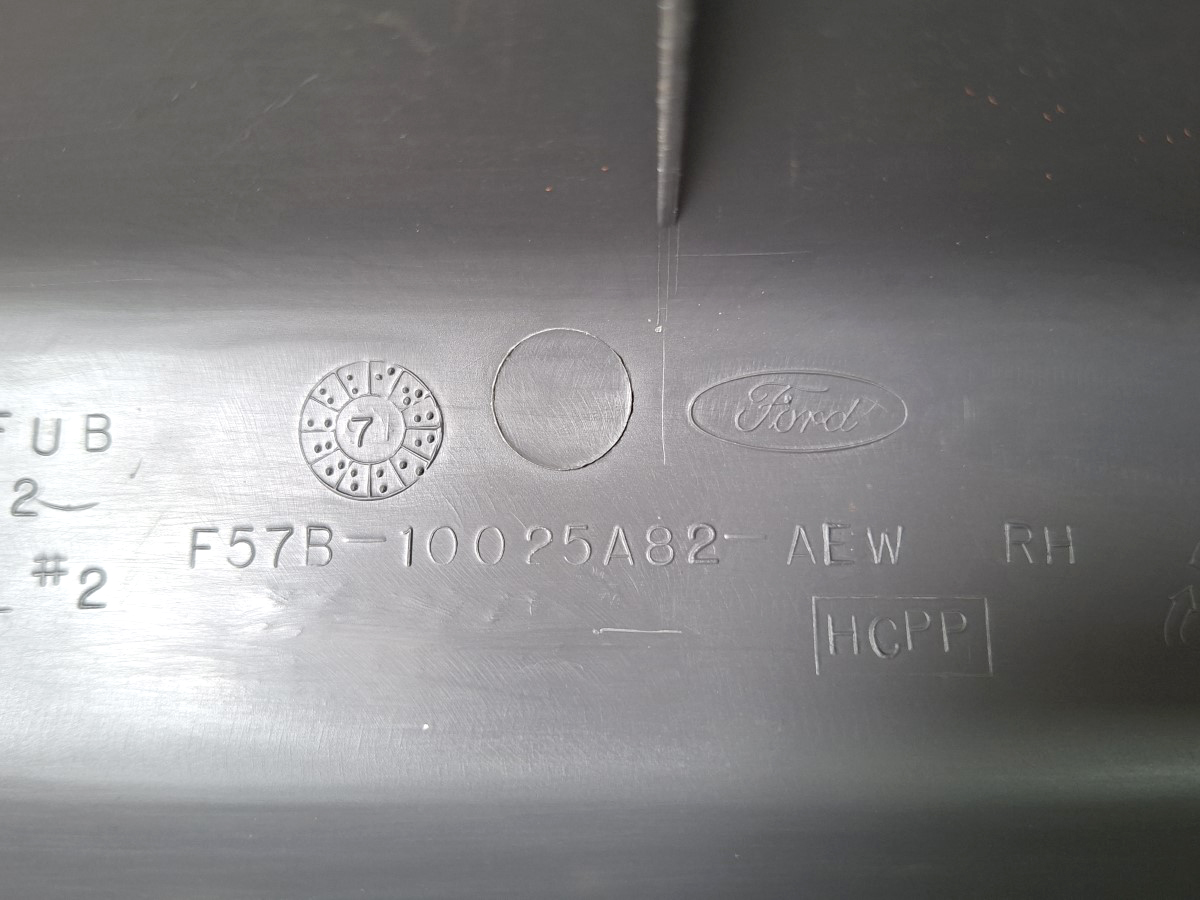 Ford
7
FUB
2
F57B-10025A82-AEW RH
#2
HCPP